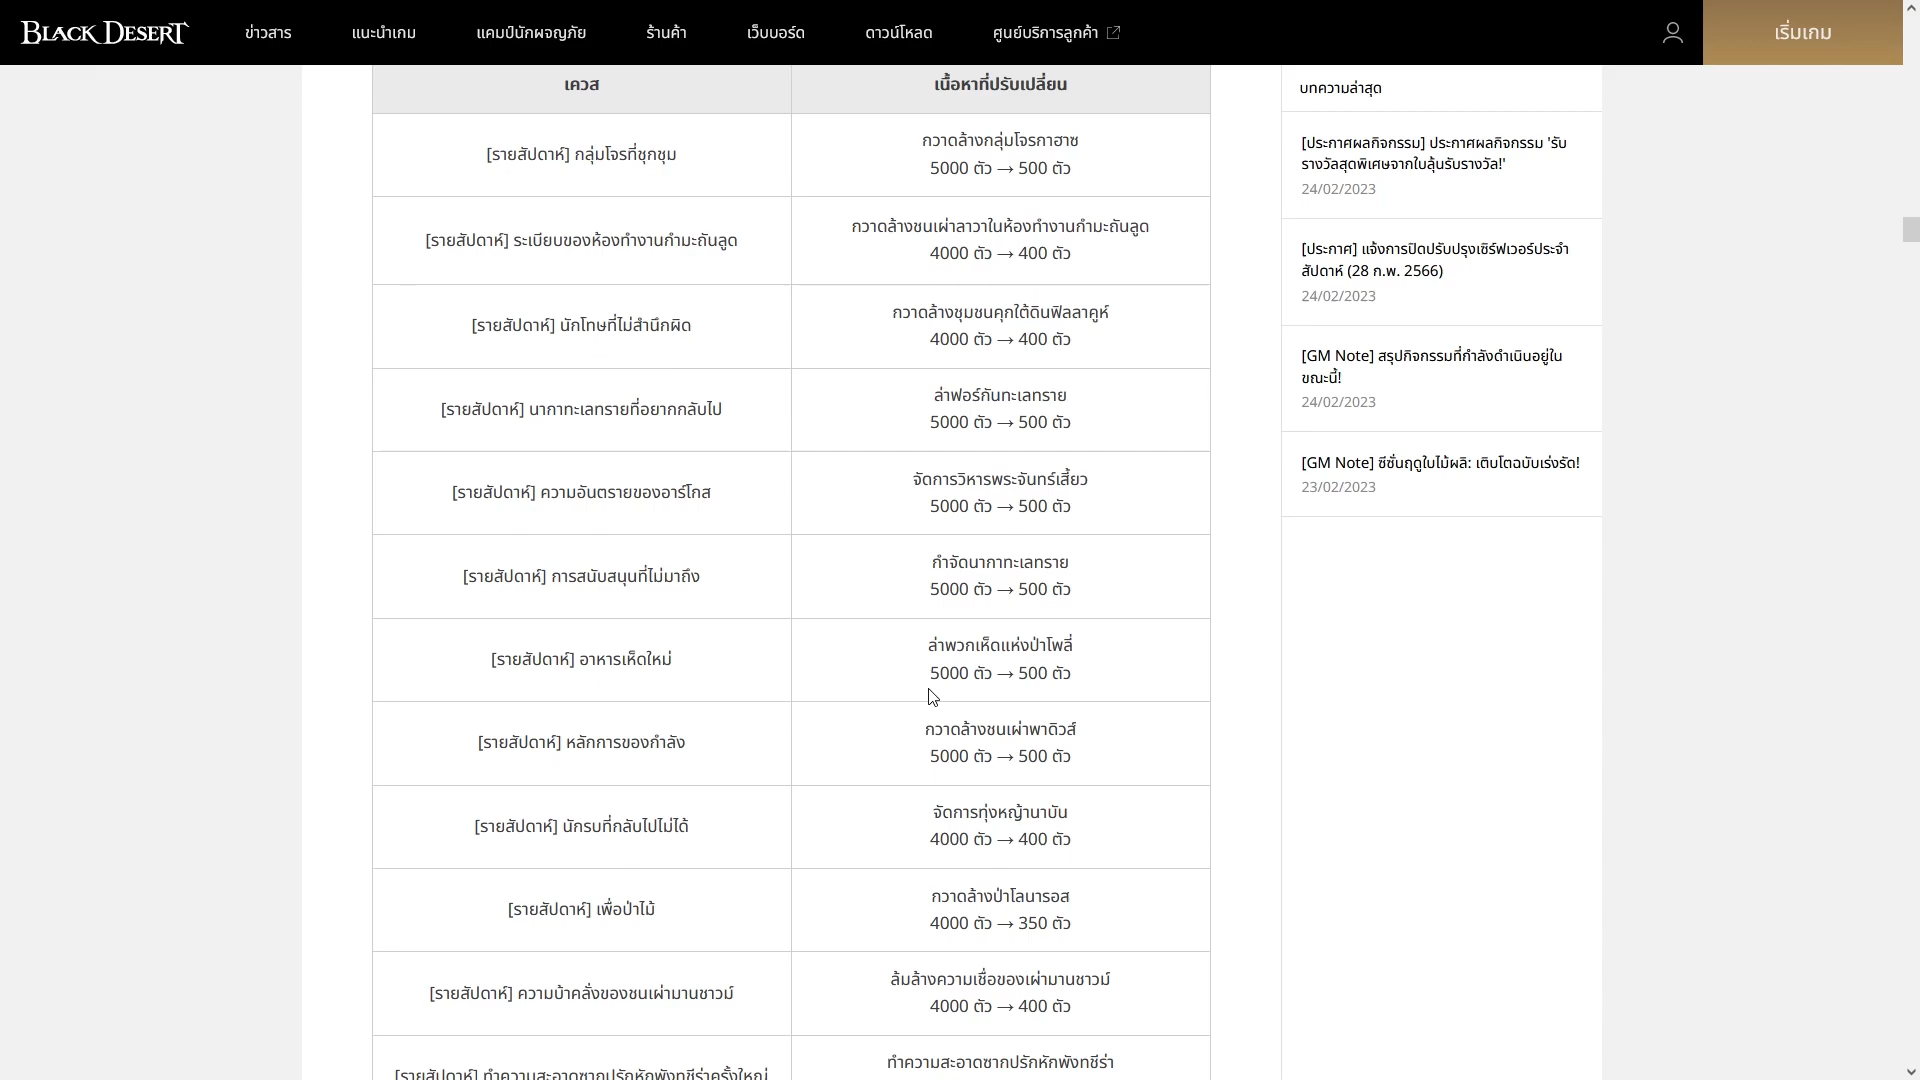 BLACK DESERT
ข่าวสาร
แนะนำเกม
แคมป์นักผจญภัย
ร้านค้า
เว็บบอร์ด
ดาวน์โหลด
ศูนย์บริการลูกค้า
เริ่มเกม
เควส
เนื้อหาที่ปรับเปลี่ยน
[รายสัปดาห์] กลุ่มโจรที่ชุกชุม
กวาดล้างกลุ่มโจรกาฮาซ
5000 ตัว → 500 ตัว
[รายสัปดาห์] ระเบียบของห้องทำงานกำมะถันลูด
กวาดล้างชนเผ่าลาวาในห้องทำงานกำมะถันลูด
4000 ตัว → 400 ตัว
[รายสัปดาห์] นักโทษที่ไม่สำนึกผิด
กวาดล้างชุมชนคุกใต้ดินฟิลลาคูห์
4000 ตัว → 400 ตัว
[รายสัปดาห์] นากาทะเลทรายที่อยากกลับไป
ล่าฟอร์กันทะเลทราย
5000 ตัว → 500 ตัว
[รายสัปดาห์] ความอันตรายของอาร์โกส
จัดการวิหารพระจันทร์เสี้ยว
5000 ตัว → 500 ตัว
[รายสัปดาห์] การสนับสนุนที่ไม่มาถึง
กำจัดนากาทะเลทราย
5000 ตัว → 500 ตัว
[รายสัปดาห์] อาหารเห็ดใหม่
ล่าพวกเห็ดแห่งป่าโพลี่
5000 ตัว → 500 ตัว
[รายสัปดาห์] หลักการของกำลัง
กวาดล้างชนเผ่าพาดิวส์
5000 ตัว → 500 ตัว
[รายสัปดาห์] นักรบที่กลับไปไม่ได้
จัดการทุ่งหญ้านาบัน
4000 ตัว → 400 ตัว
[รายสัปดาห์] เพื่อป่าไม้
กวาดล้างป่าโลนารอส
4000 ตัว → 350 ตัว
[รายสัปดาห์] ความบ้าคลั่งของชนเผ่ามานชาวม์
ล้มล้างความเชื่อของเผ่ามานชาวม์
4000 ตัว → 400 ตัว
[รายสัปดาห์] ทำความสะอาดซากปรักหักพังทชีร่าครั้งใหญ่
ทำความสะอาดซากปรักหักพังทชีร่า
บทความล่าสุด
[ประกาศผลกิจกรรม] ประกาศผลกิจกรรม 'รับ
รางวัลสุดพิเศษจากใบลุ้นรับรางวัล!'
24/02/2023
[ประกาศ] แจ้งการปิดปรับปรุงเซิร์ฟเวอร์ประจำ
สัปดาห์ (28 ก.พ. 2566)
24/02/2023
[GM Note] สรุปกิจกรรมที่กำลังดำเนินอยู่ใน
ขณะนี้!
24/02/2023
[GM Note] ซีซั่นฤดูใบไม้ผลิ: เติบโตฉบับเร่งรัด!
23/02/2023